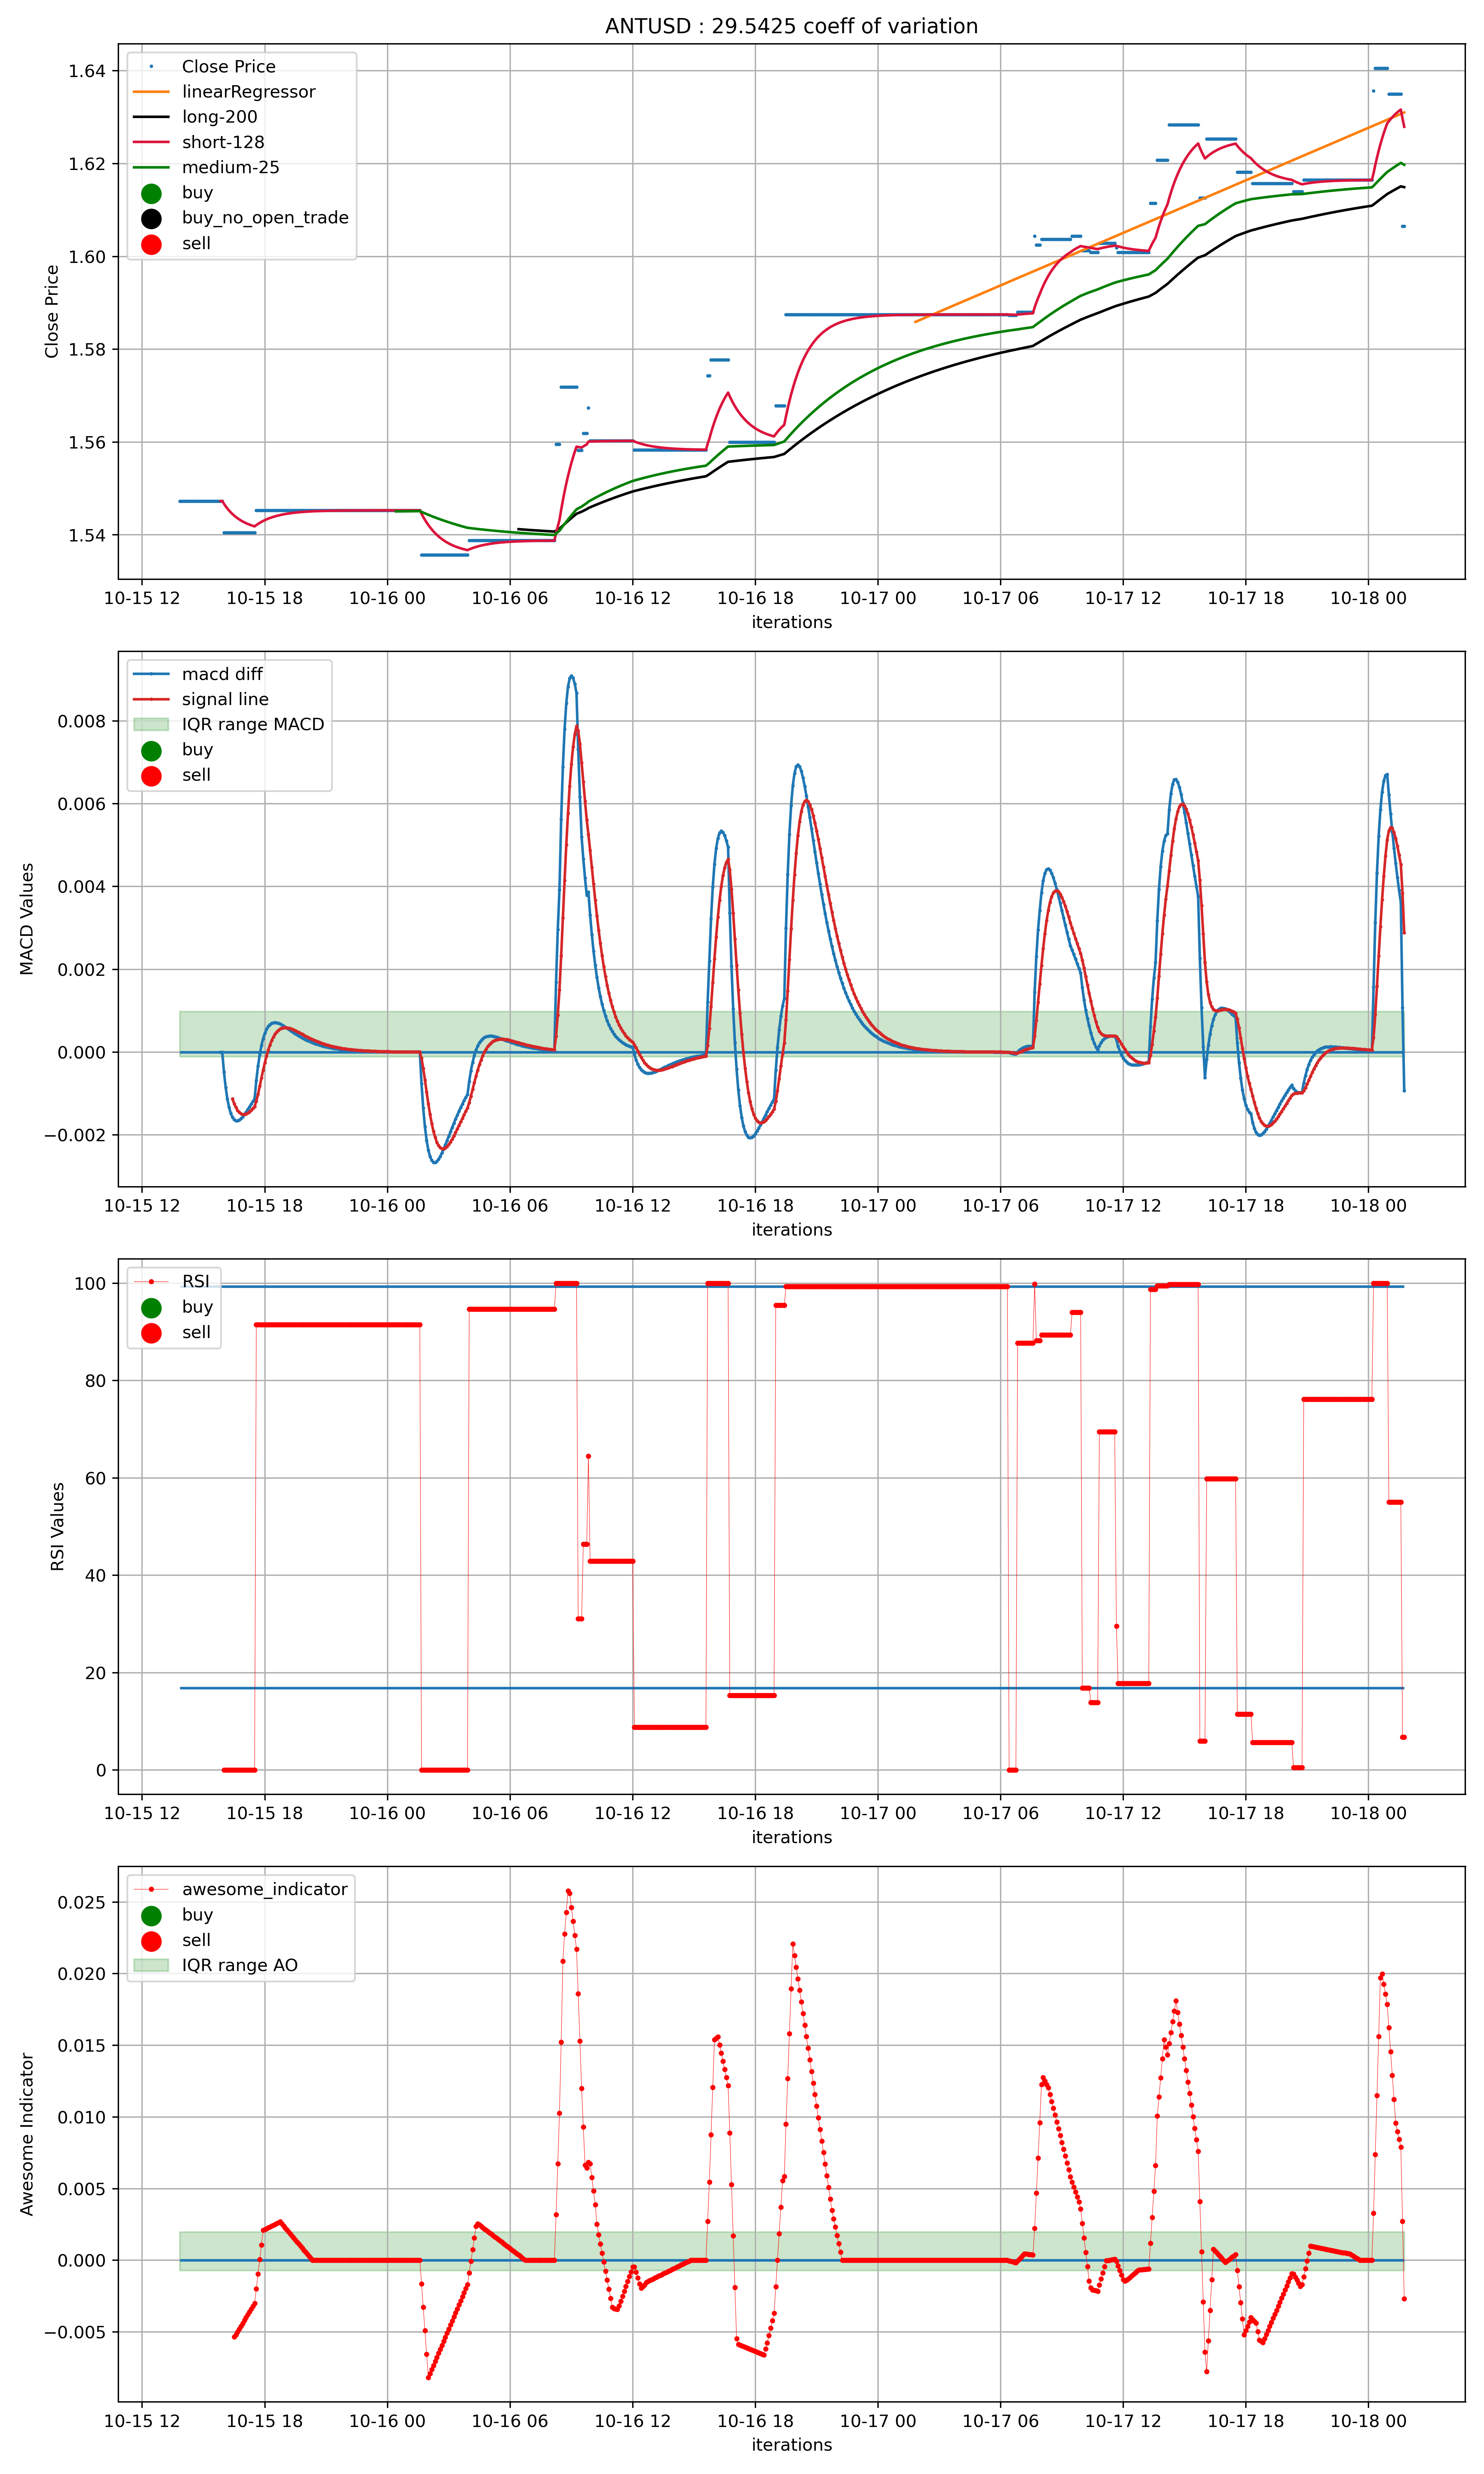 ANTUSD : 29.5425 coeff of variation
Close Price
linearRegressor
long-200
short-128
medium-25
buy
buy_no_open_trade
sell
1.64
1.62
1.60
1.58
1.56
1.54
Close Price
10-15 12 10-15 18 10-16 00 10-16 06 10-16 12 10-16 18 10-17 00 10-17 06 10-17 12 10-17 18 10-18 00
iterations
macd diff
signal line
IQR range MACD
buy
sell
0.008
0.006
0.004
0.002
0.000
−0.002
MACD Values
10-15 12 10-15 18 10-16 00 10-16 06 10-16 12 10-16 18 10-17 00 10-17 06 10-17 12 10-17 18 10-18 00
iterations
RSI
buy
sell
100
80
60
40
20
0
RSI Values
10-15 12 10-15 18 10-16 00 10-16 06 10-16 12 10-16 18 10-17 00 10-17 06 10-17 12 10-17 18 10-18 00
iterations
awesome_indicator
buy
sell
IQR range AO
0.025
0.020
0.015
0.010
0.005
0.000
−0.005
Awesome Indicator
10-15 12 10-15 18 10-16 00 10-16 06 10-16 12 10-16 18 10-17 00 10-17 06 10-17 12 10-17 18 10-18 00
iterations